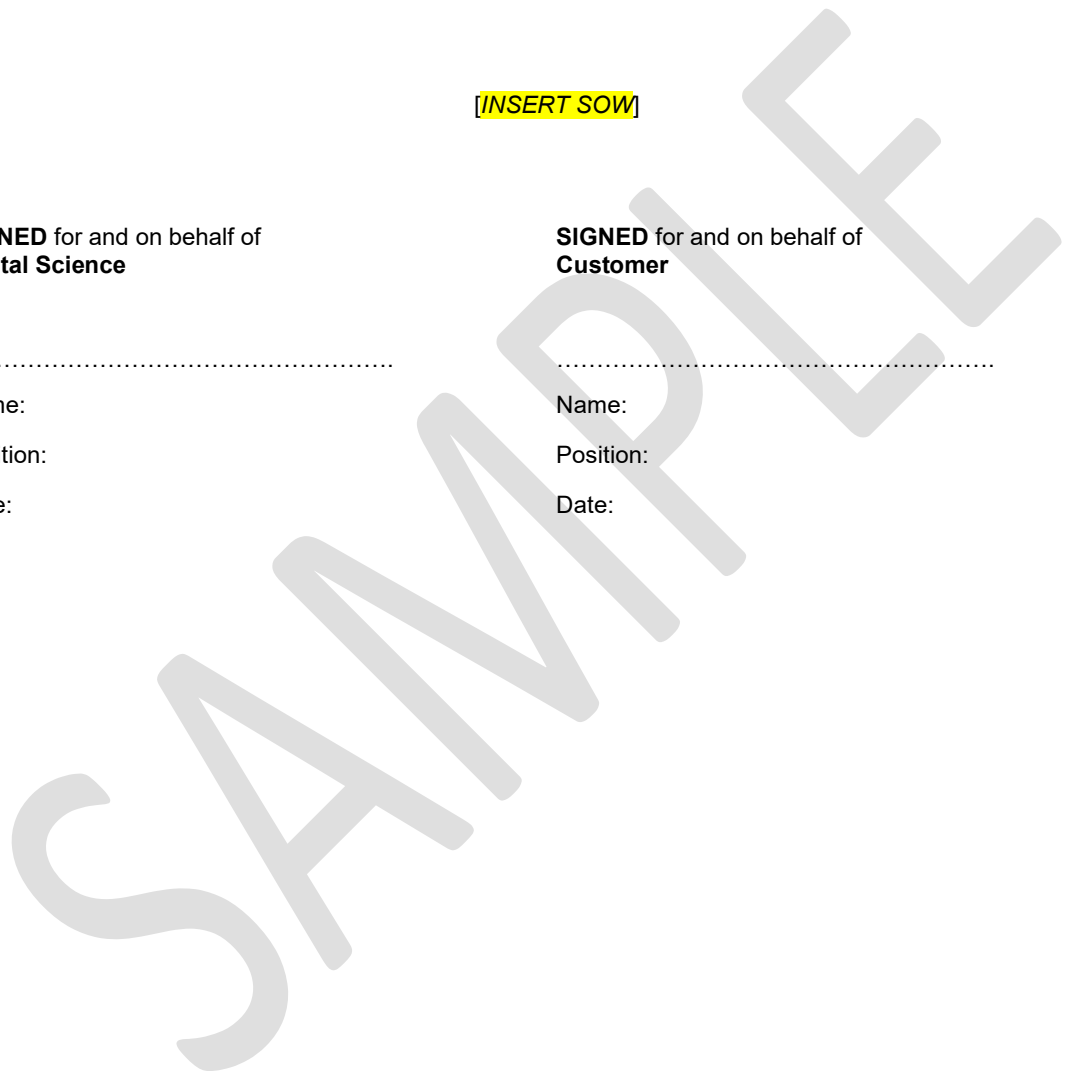 [INSERT SOW]
NED for and on behalf of
tal Science
……………………………………………….
e:
tion:
e:
SIGNED for and on behalf of
Customer
……………………………………………….
Name:
Position:
Date:
SAMPLE